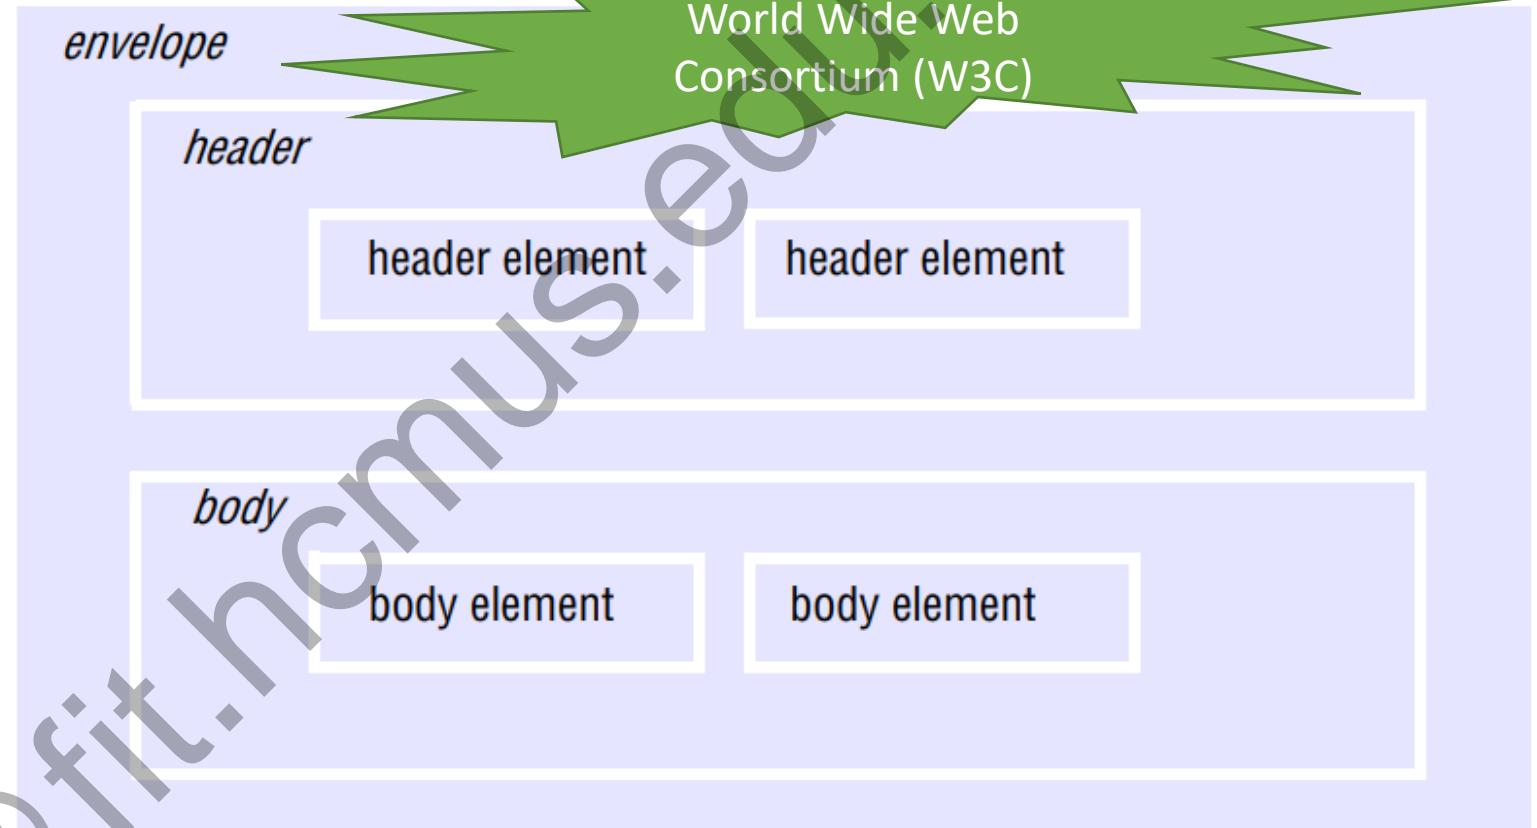 World Wide Web
Consortium (W3C)
envelope
header
header element header element
body
body element body element
fit.hcmus.edu.